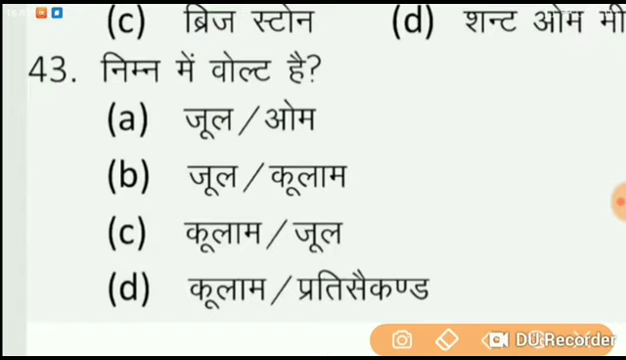 (c) ब्रिज स्टोन (d) शन्ट ओम मी
43. निम्न में वोल्ट है?
(a) जूल/ओम
(b) जूल/कूलाम
(c) कूलाम/जूल
(d) कूलाम/प्रतिसैकण्ड
DU Recorder